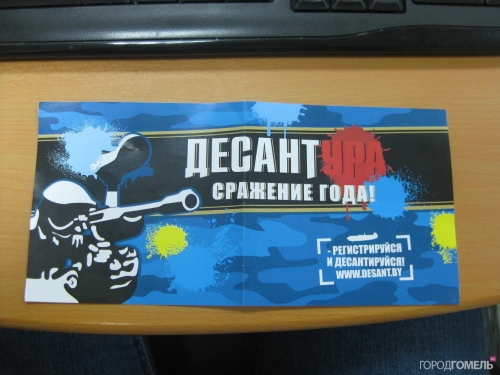 ДЕСАНТУРА
СРАЖЕНИЕ ГОДА!
- РЕГИСТРИРУЙСЯ
И ДЕСАНТИРУЙСЯ!
WWW.DESANT.BY
ГОРОДГОМЕЛЬ